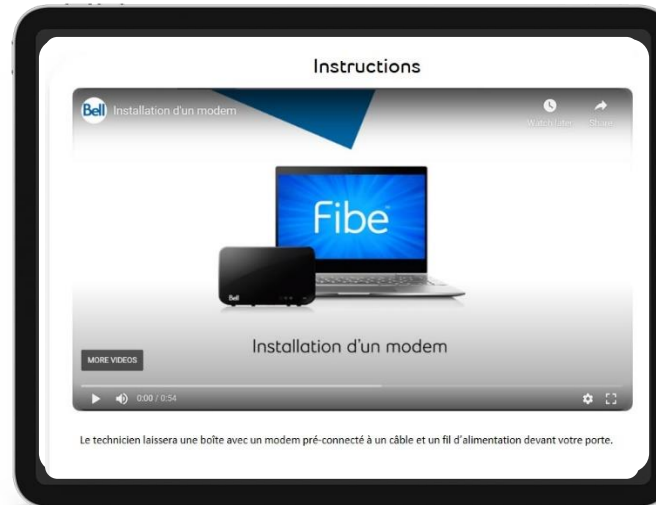 Instructions
Bell
Installation d'un modem
Watch later
Share
Fibe
Bell
Installation d'un modem
MORE VIDEOS
0:00 / 0:54
Le technicien laissera une boîte avec un modem pré-connecté à un câble et un fil d'alimentation devant votre porte.